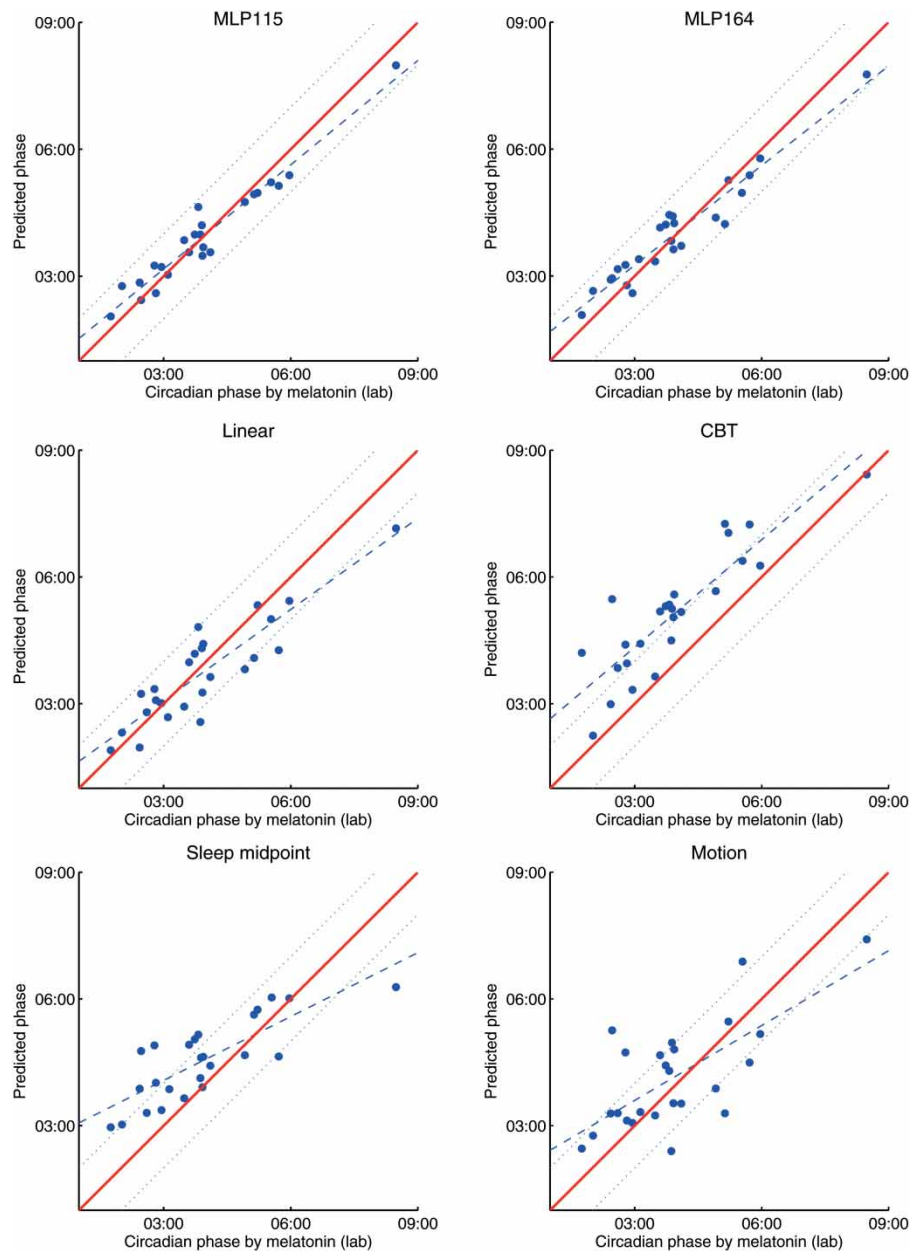 MLP115
09:00
06:00
03:00
Predicted phase
03:00 06:00 09:00
Circadian phase by melatonin (lab)
MLP164
09:00
06:00
03:00
Predicted phase
03:00 06:00 09:00
Circadian phase by melatonin (lab)
Linear
09:00
06:00
03:00
Predicted phase
03:00 06:00 09:00
Circadian phase by melatonin (lab)
CBT
09:00
06:00
03:00
Predicted phase
03:00 06:00 09:00
Circadian phase by melatonin (lab)
Sleep midpoint
09:00
06:00
03:00
Predicted phase
03:00 06:00 09:00
Circadian phase by melatonin (lab)
Motion
09:00
06:00
03:00
Predicted phase
03:00 06:00 09:00
Circadian phase by melatonin (lab)